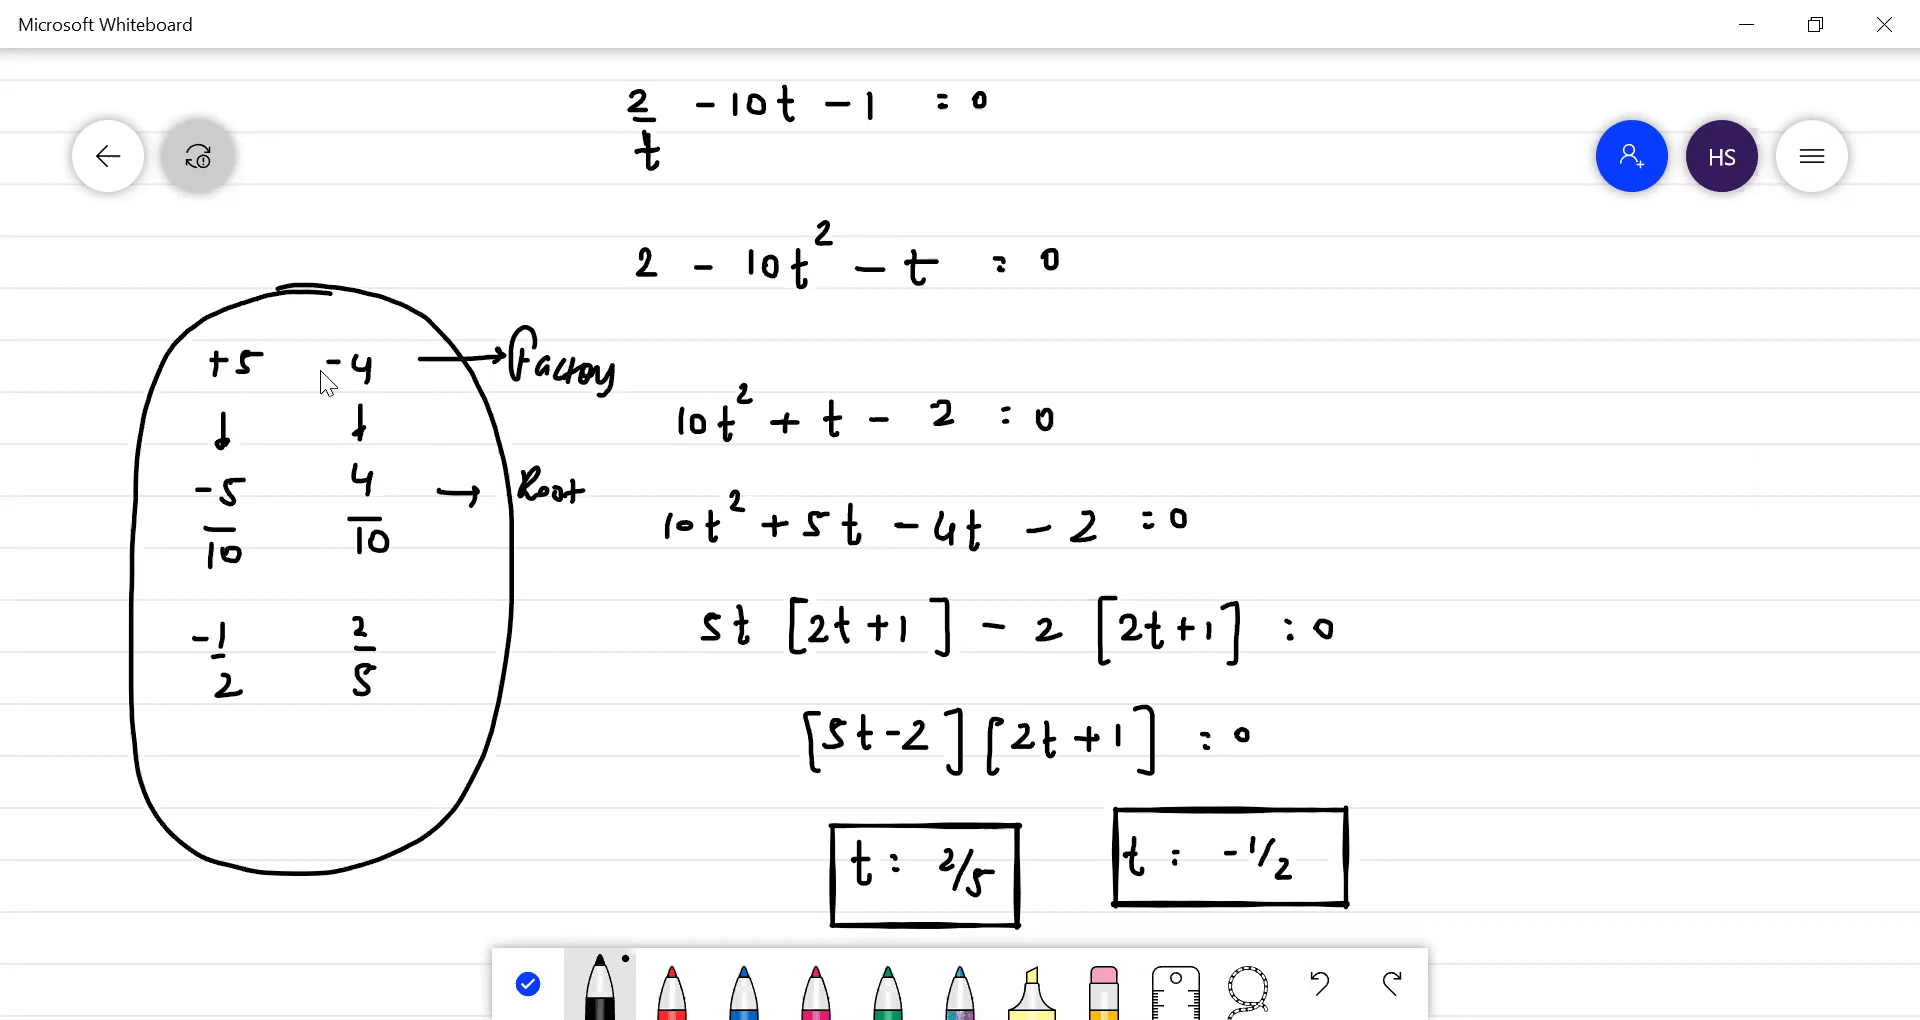 Microsoft Whiteboard
2/t - 10t - 1 = 0
HS
2 - 10t² - t = 0
+5 -4 → Factors
↓ ↓
-5/10 4/10 → Root
-1/2 2/5
10t² + t - 2 = 0
10t² + 5t - 4t - 2 = 0
5t [2t+1] - 2 [2t+1] = 0
[5t-2] [2t+1] = 0
t = 2/5
t = -1/2